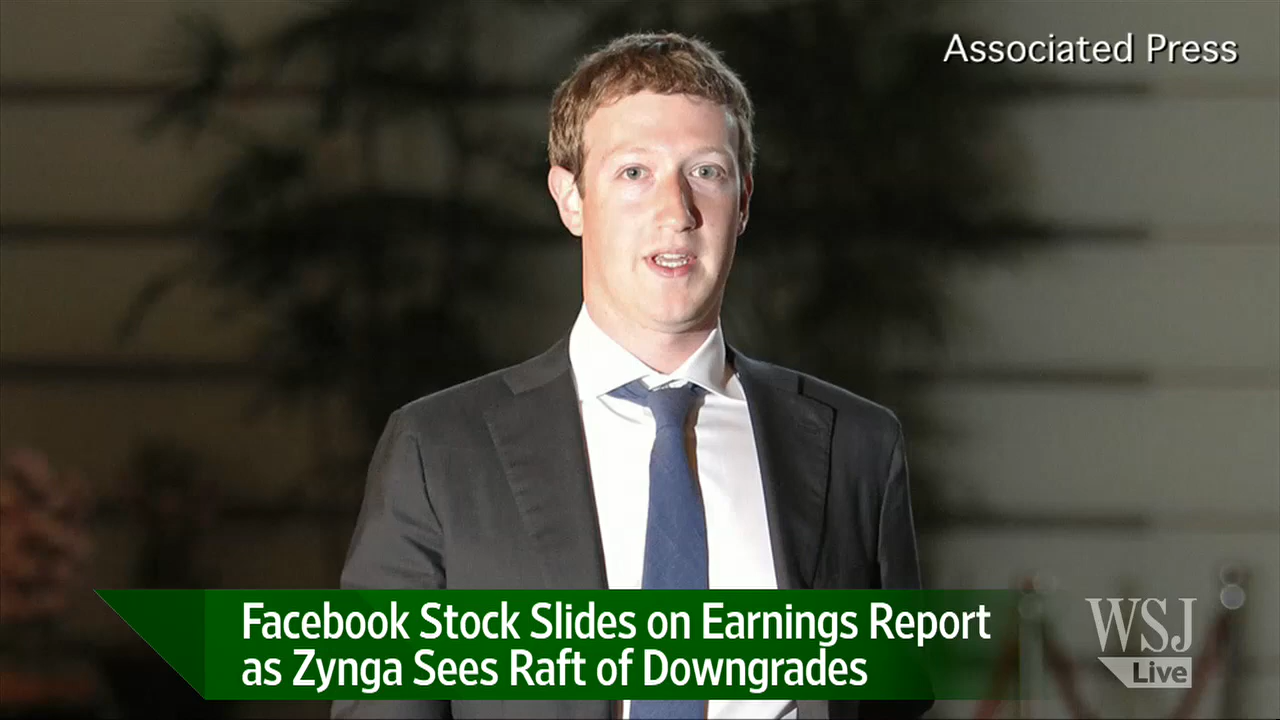 Associated Press
Facebook Stock Slides on Earnings Report
as Zynga Sees Raft of Downgrades
WSJ
Live